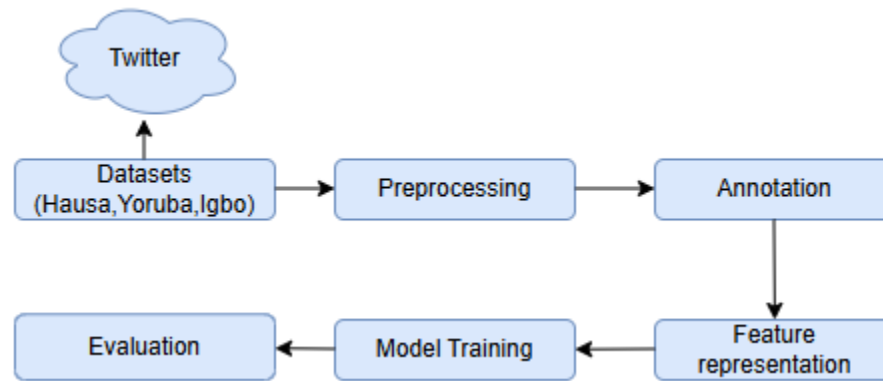 Twitter
Datasets
(Hausa,Yoruba,Igbo)
Preprocessing
Annotation
Feature
representation
Model Training
Evaluation